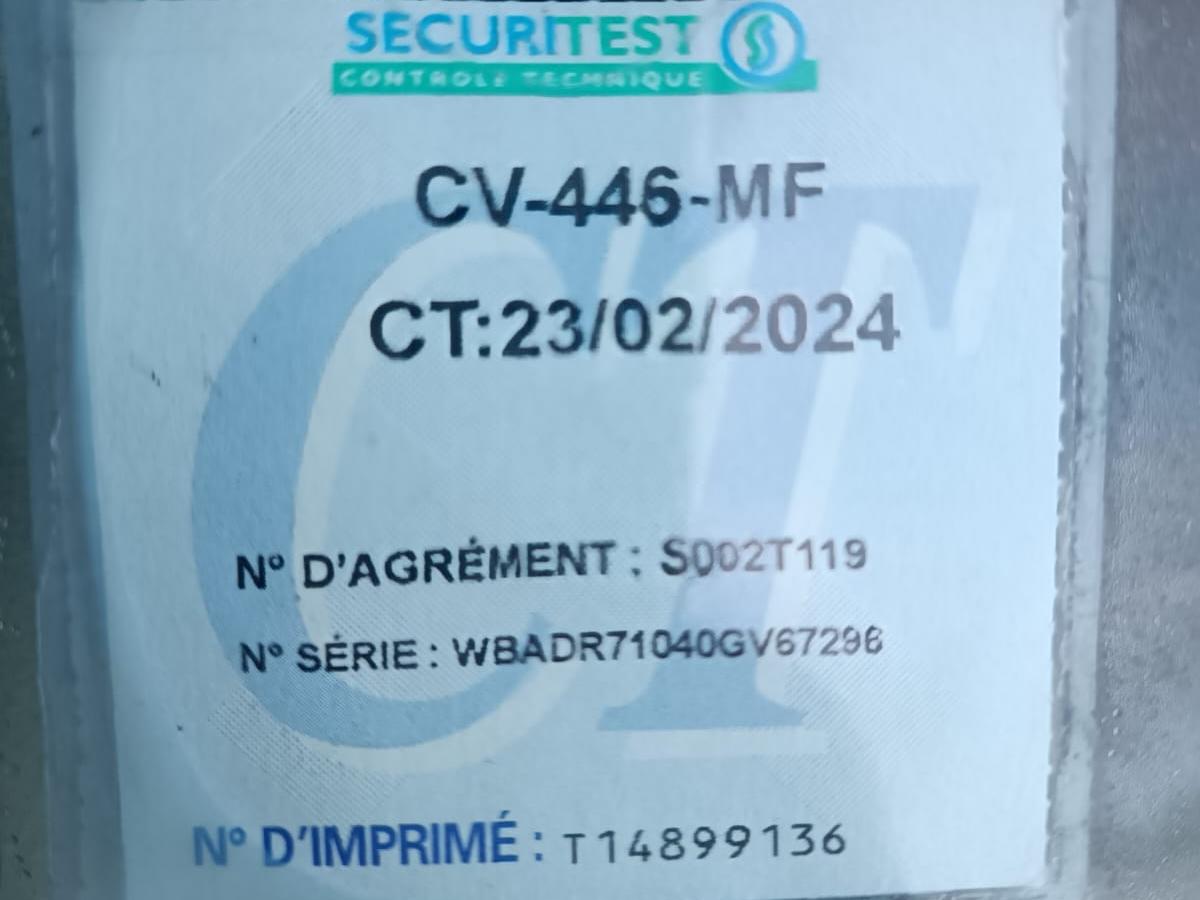 SECURITEST
CONTROLE TECHNIQUE
CV-446-MF
CT:23/02/2024
N° D'AGRÉMENT : S002T119
N° SÉRIE : WBADR71040GV67296
N° D'IMPRIMÉ : T14899136